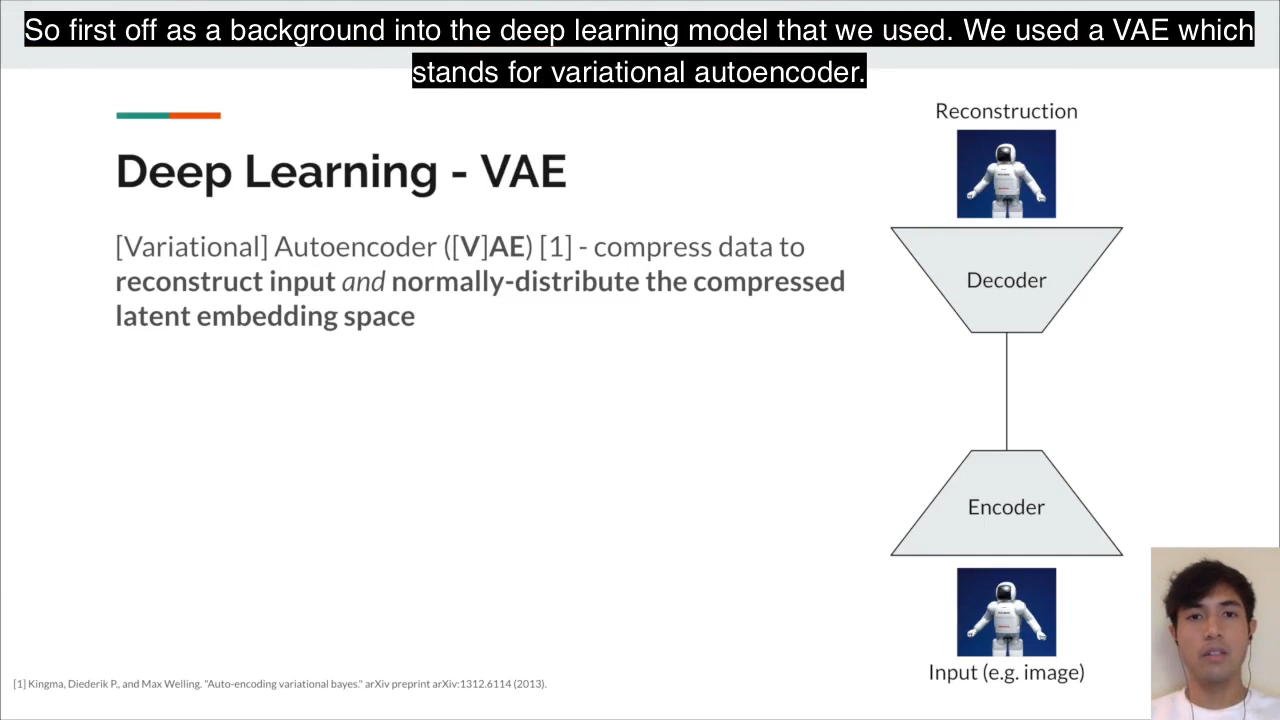 So first off as a background into the deep learning model that we used. We used a VAE which
stands for variational autoencoder.
Reconstruction
Deep Learning - VAE
[Variational] Autoencoder ([V]AE) [1] - compress data to
reconstruct input and normally-distribute the compressed
latent embedding space
Decoder
Encoder
Input (e.g. image)
[1] Kingma, Diederik P., and Max Welling. "Auto-encoding variational bayes." arXiv preprint arXiv:1312.6114 (2013).